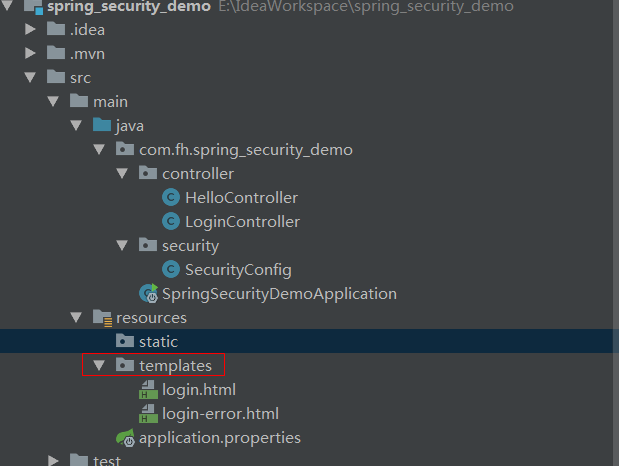 spring_security_demo E:\IdeaWorkspace\spring_security_demo
.idea
.mvn
src
main
java
com.fh.spring_security_demo
controller
HelloController
LoginController
security
SecurityConfig
SpringSecurityDemoApplication
resources
static
templates
login.html
login-error.html
application.properties
test